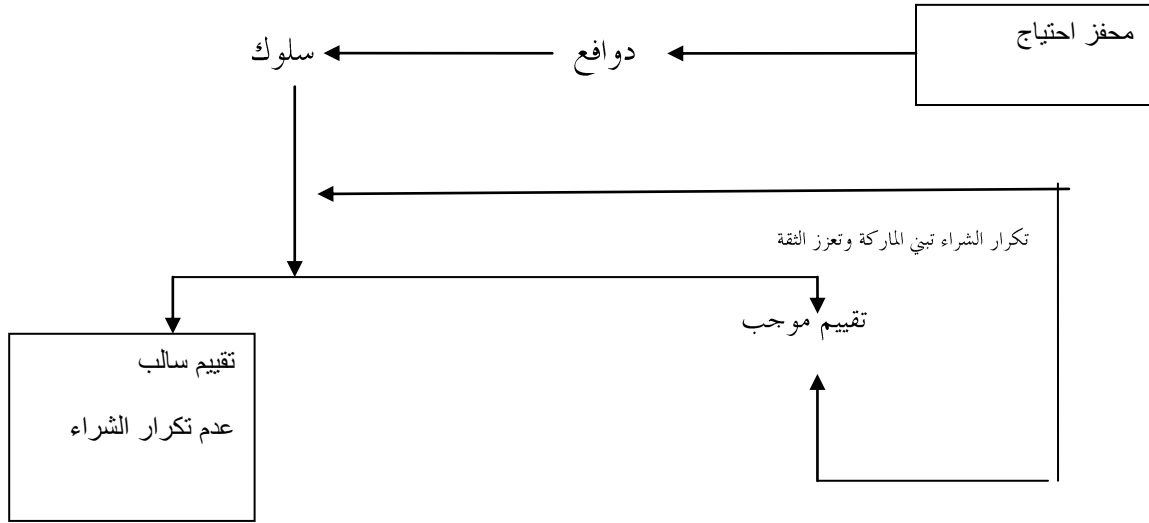 محفز احتياج
دوافع
سلوك
تكرار الشراء تبني الماركة وتعزز الثقة
تقييم موجب
تقييم سالب
عدم تكرار الشراء